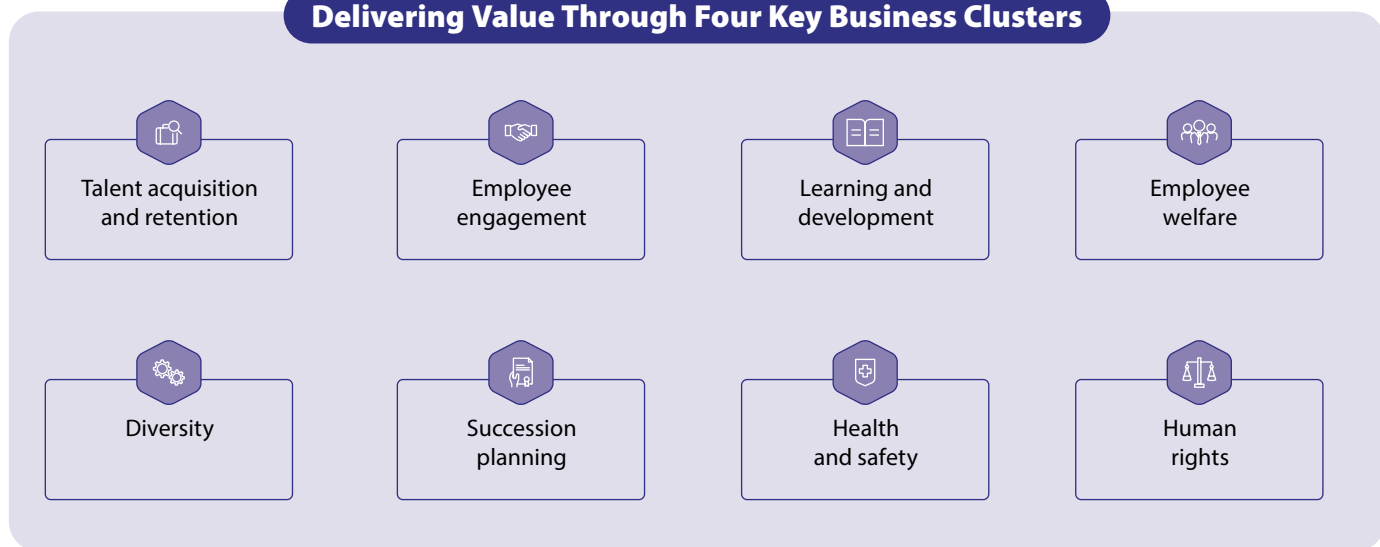 Delivering Value Through Four Key Business Clusters
Talent acquisition
and retention
Employee
engagement
Learning and
development
Employee
welfare
Diversity
Succession
planning
Health
and safety
Human
rights